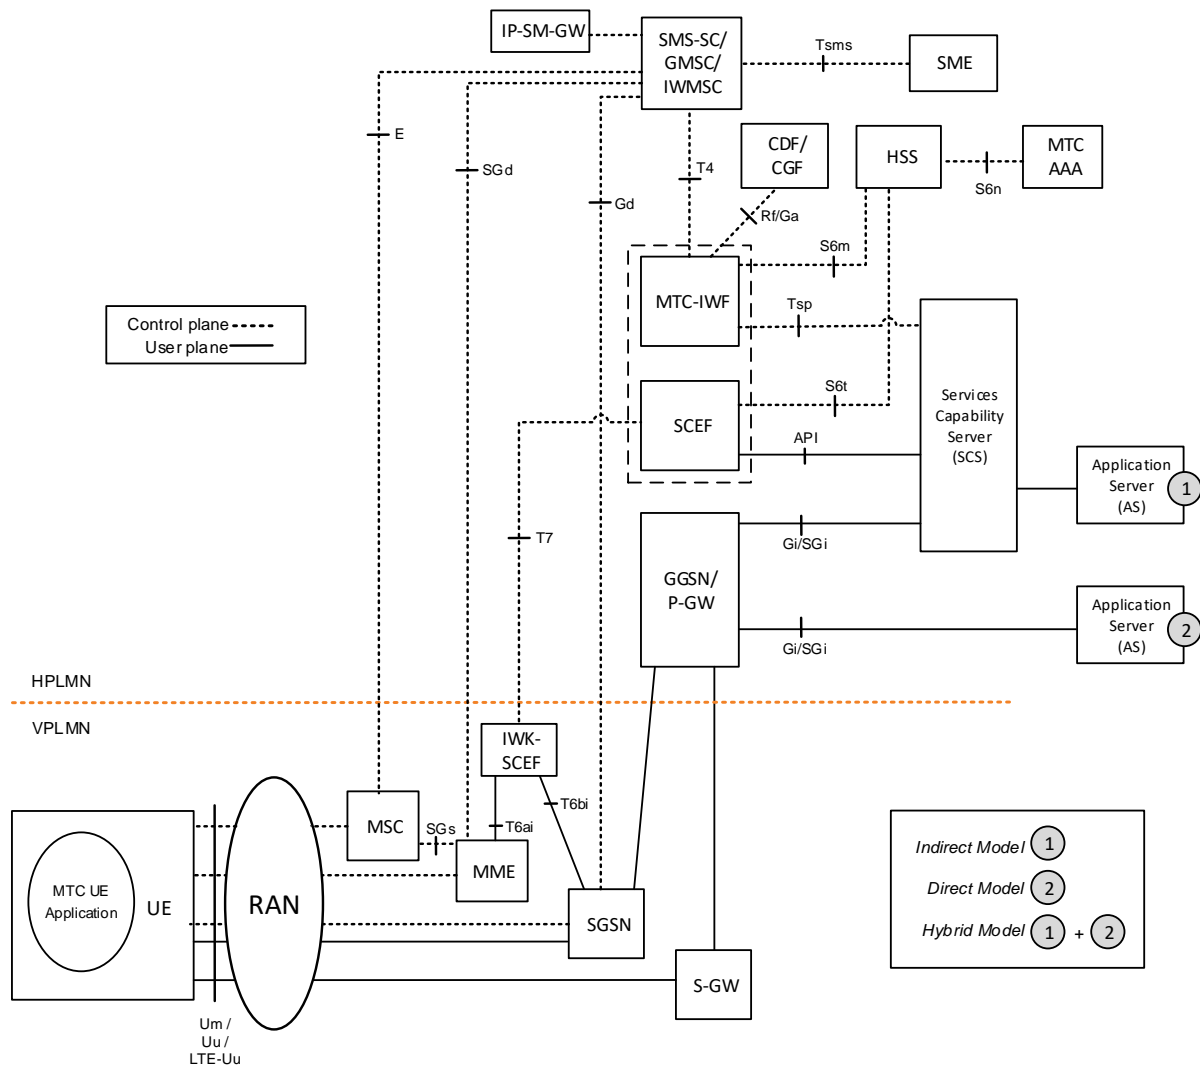 IP-SM-GW
SMS-SC/
GMSC/
IWMSC
Tsms
SME
E
SGd
Gd
T4
CDF/
CGF
Rf/Ga
HSS
S6n
MTC
AAA
S6m
MTC-IWF
Tsp
Control plane
User plane
S6t
SCEF
API
Services
Capability
Server
(SCS)
Application
Server
(AS)
1
T7
Gi/SGi
GGSN/
P-GW
Gi/SGi
Application
Server
(AS)
2
HPLMN
VPLMN
IWK-
SCEF
T6bi
T6ai
MSC
SGs
MME
SGSN
S-GW
MTC UE
Application
UE
RAN
Um /
Uu /
LTE-Uu
Indirect Model 1
Direct Model 2
Hybrid Model 1 + 2